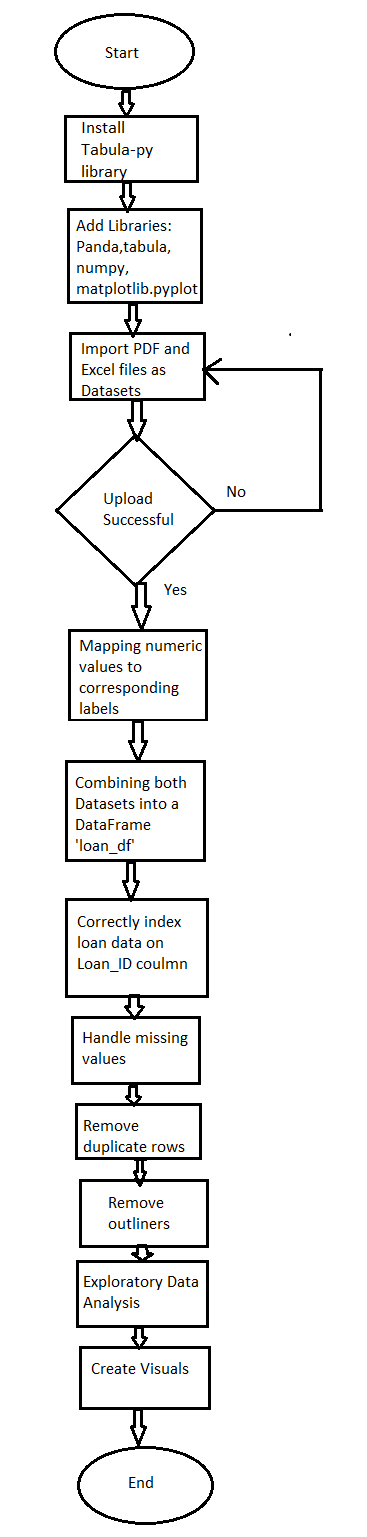 Start
Install
Tabula-py
library
Add Libraries:
Panda,tabula,
numpy,
matplotlib.pyplot
Import PDF and
Excel files as
Datasets
Upload
Successful
No
Yes
Mapping numeric
values to
corresponding
labels
Combining both
Datasets into a
DataFrame
'loan_df'
Correctly index
loan data on
Loan_ID coulmn
Handle missing
values
Remove
duplicate rows
Remove
outliners
Exploratory Data
Analysis
Create Visuals
End